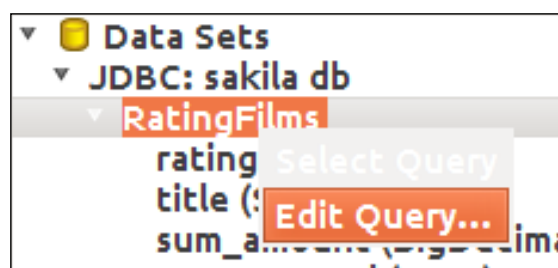 Data Sets
JDBC: sakila db
RatingFilms
rating
Select Query
title (
Edit Query...
sum_a